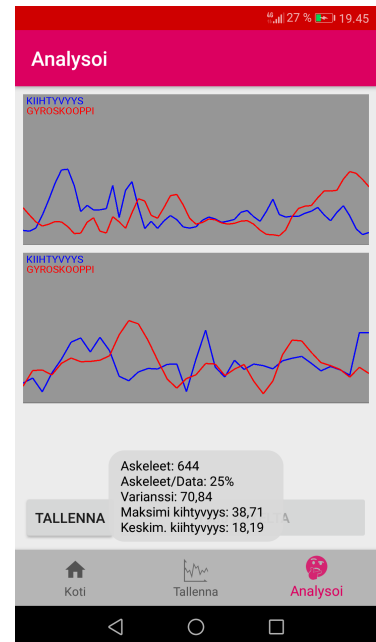 27 % 19.45
Analysoi
KIIHTYVYYS
GYROSKOOPPI
KIIHTYVYYS
GYROSKOOPPI
Askeleet: 644
Askeleet/Data: 25%
Varianssi: 70,84
Maksimi kihtyvyys: 38,71
Keskim. kiihtyvyys: 18,19
TALLENNA
Koti
Tallenna
Analysoi